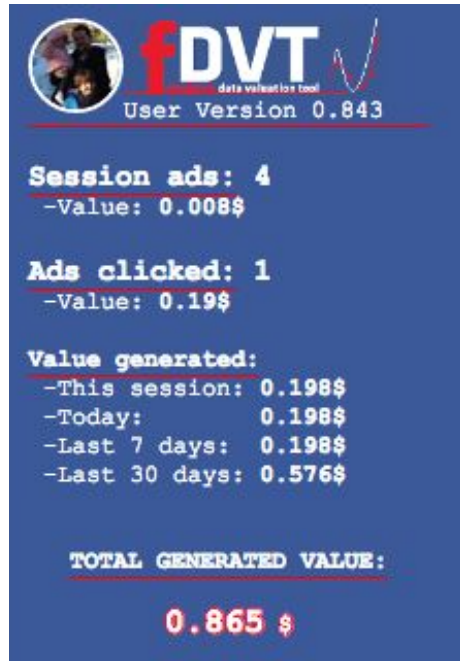 fDVT
data valuation tool
User Version 0.843
Session ads: 4
-Value: 0.008$
Ads clicked: 1
-Value: 0.19$
Value generated:
-This session: 0.198$
-Today: 0.198$
-Last 7 days: 0.198$
-Last 30 days: 0.576$
TOTAL GENERATED VALUE:
0.865 $